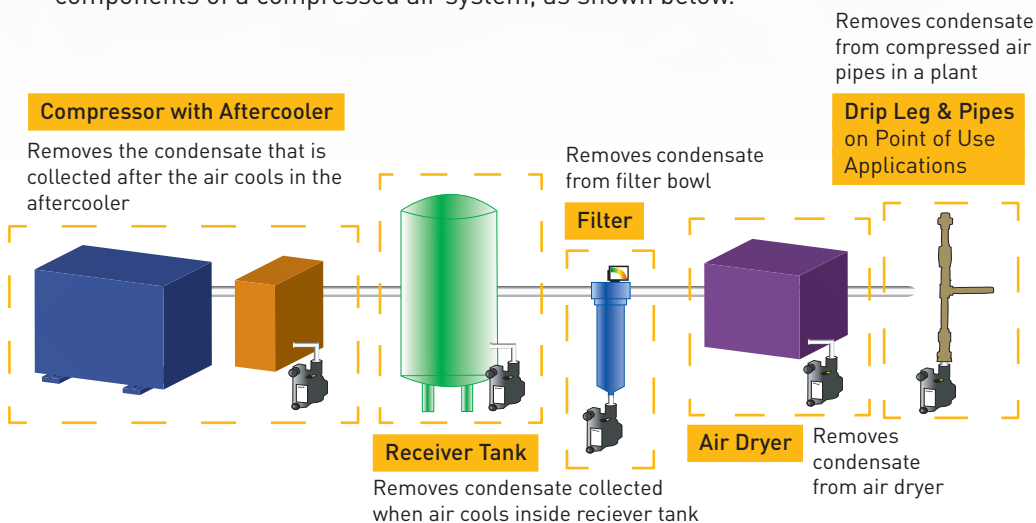 components of a compressed air system, as shown below.
Removes condensate
from compressed air
pipes in a plant
Compressor with Aftercooler
Drip Leg & Pipes
on Point of Use
Applications
Removes the condensate that is
collected after the air cools in the
aftercooler
Removes condensate
from filter bowl
Filter
Receiver Tank
Removes condensate collected
when air cools inside reciever tank
Air Dryer
Removes
condensate
from air dryer